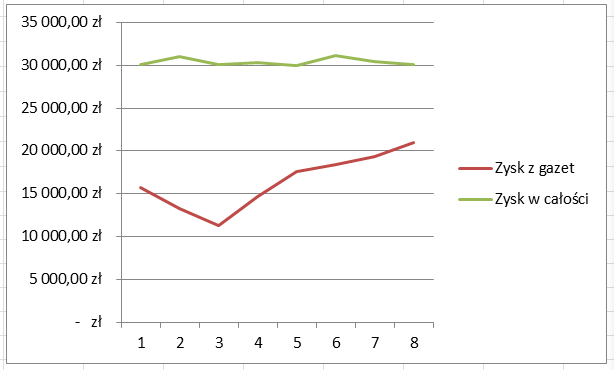 35 000,00 zł
30 000,00 zł
25 000,00 zł
20 000,00 zł
15 000,00 zł
10 000,00 zł
5 000,00 zł
- zł
1 2 3 4 5 6 7 8
Zysk z gazet
Zysk w całości